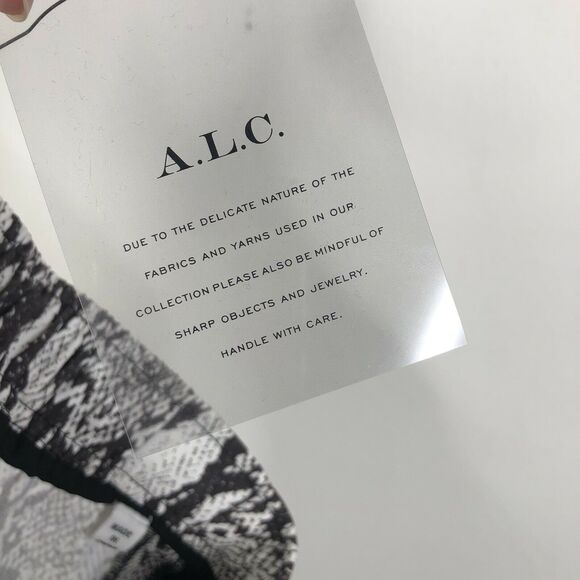 A.L.C.
DUE TO THE DELICATE NATURE OF THE
FABRICS AND YARNS USED IN OUR
COLLECTION PLEASE ALSO BE MINDFUL OF
SHARP OBJECTS AND JEWELRY.
HANDLE WITH CARE.